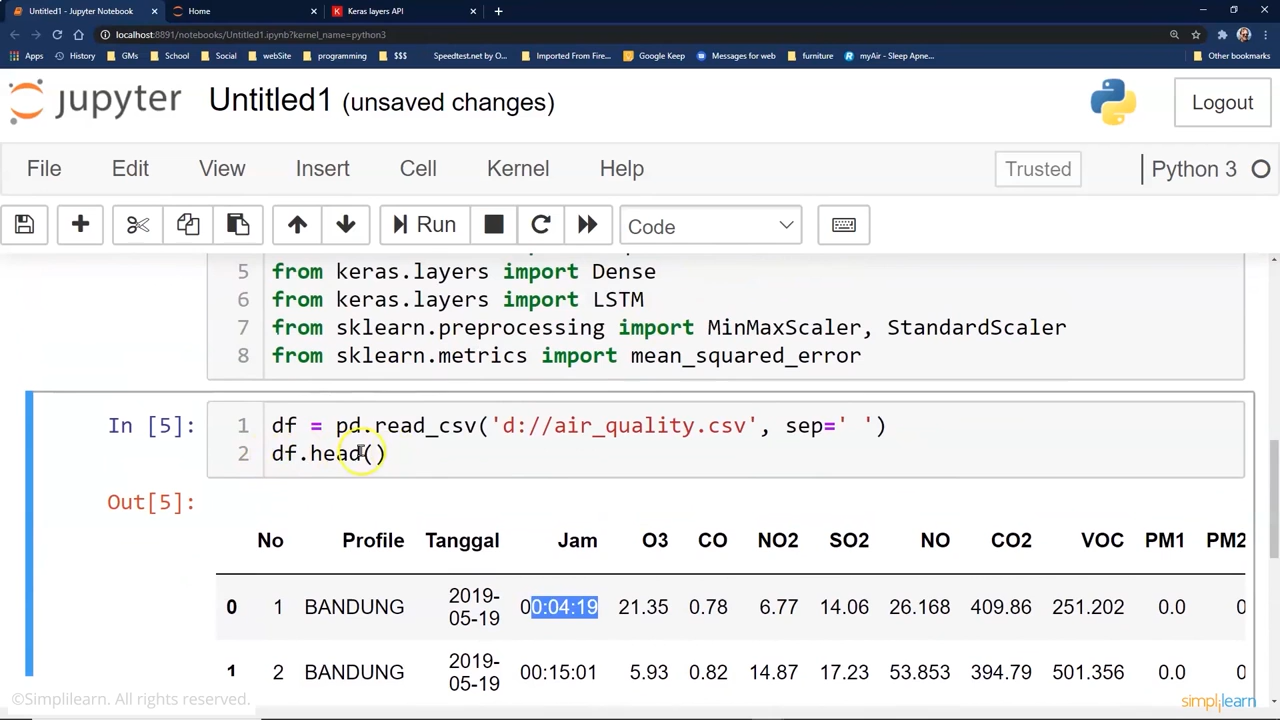 Untitled1 - Jupyter Notebook × Home × Keras layers API × +
localhost:8891/notebooks/Untitled1.ipynb?kernel_name=python3
Apps History GMs School Social webSite programming $$$ Speedtest.net by O... Imported From Fire... Google Keep Messages for web furniture myAir - Sleep Apne... Other bookmarks
jupyter Untitled1 (unsaved changes) Logout
File Edit View Insert Cell Kernel Help Trusted Python 3
Run Code
5 from keras.layers import Dense
6 from keras.layers import LSTM
7 from sklearn.preprocessing import MinMaxScaler, StandardScaler
8 from sklearn.metrics import mean_squared_error
In [5]: 1 df = pd.read_csv('d://air_quality.csv', sep=' ')
2 df.head()
Out[5]:
No Profile Tanggal Jam O3 CO NO2 SO2 NO CO2 VOC PM1 PM2
0 1 BANDUNG 2019-05-19 00:04:19 21.35 0.78 6.77 14.06 26.168 409.86 251.202 0.0 0
1 2 BANDUNG 2019-05-19 00:15:01 5.93 0.82 14.87 17.23 53.853 394.79 501.356 0.0 0
©Simplilearn. All rights reserved. simplilearn